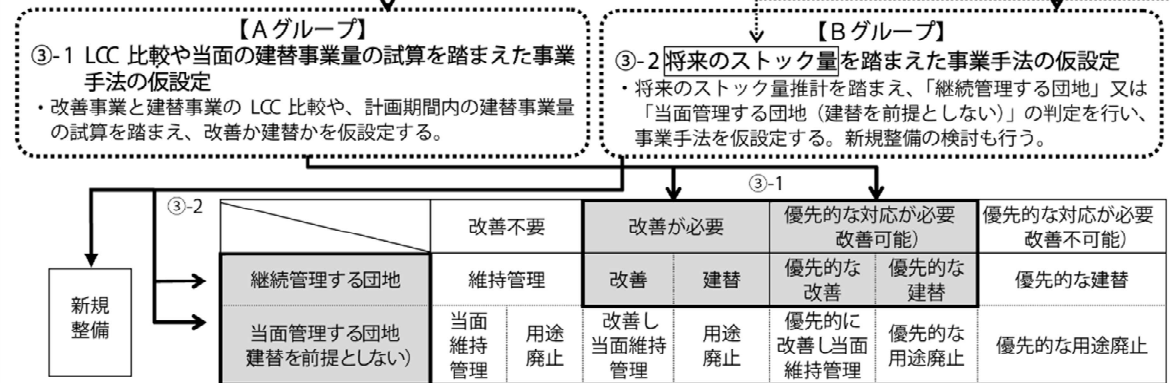 【Aグループ】
③-1 LCC 比較や当面の建替事業量の試算を踏まえた事業
手法の仮設定
・改善事業と建替事業の LCC 比較や、計画期間内の建替事業量
の試算を踏まえ、改善か建替かを仮設定する。
【Bグループ】
③-2 将来のストック量を踏まえた事業手法の仮設定
・将来のストック量推計を踏まえ、「継続管理する団地」又は
「当面管理する団地（建替を前提としない）」の判定を行い、
事業手法を仮設定する。新規整備の検討も行う。
③-1
③-2
改善不要
改善が必要
優先的な対応が必要
改善可能）
優先的な対応が必要
改善不可能）
新規
整備
継続管理する団地
維持管理
改善
建替
優先的な
改善
優先的な
建替
優先的な建替
当面管理する団地
建替を前提としない）
当面
維持
管理
用途
廃止
改善し
当面維持
管理
用途
廃止
優先的に
改善し当面
維持管理
優先的な
用途廃止
優先的な用途廃止